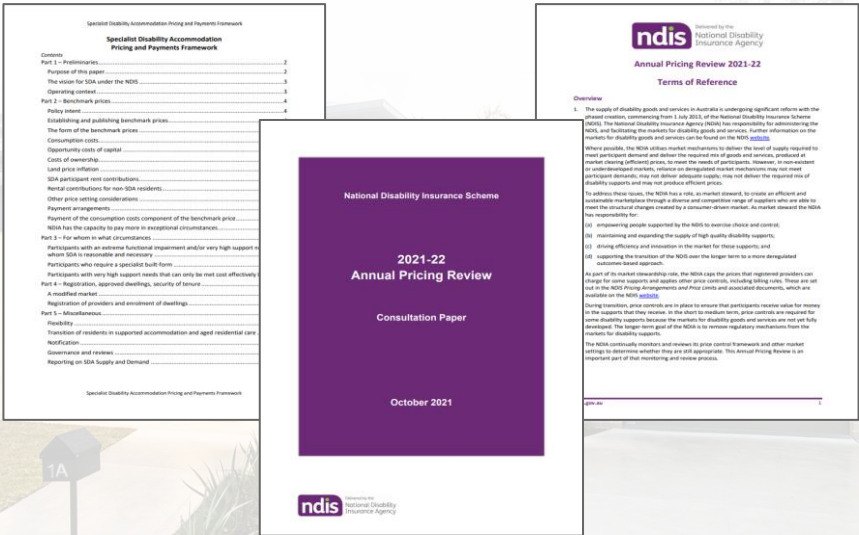 Specialist Disability Accommodation Pricing and Payments Framework
Specialist Disability Accommodation
Pricing and Payments Framework
Contents
Part 1 – Preliminaries 2
Purpose of this paper 2
The vision for SDA under the NDIS 3
Operating context 3
Part 2 – Benchmark prices 4
Policy intent 4
Establishing and publishing benchmark prices
The form of the benchmark prices
Consumption costs
Opportunity costs of capital
Costs of ownership
Land price inflation
SDA participant rent contributions
Rental contributions for non-SDA residents
Other price setting considerations
Payment arrangements
Payment of the consumption costs component of the benchmark price
NDIA has the capacity to pay more in exceptional circumstances
Part 3 – For whom in what circumstances
Participants with an extreme functional impairment and/or very high support
whom SDA is reasonable and necessary
Participants who require a specialist built-form
Participants with very high support needs that can only be met cost effectively
Part 4 – Registration, approved dwellings, security of tenure
A modified market
Registration of providers and enrolment of dwellings
Part 5 – Miscellaneous
Flexibility
Transition of residents in supported accommodation and aged residential care
Notification
Governance and reviews
Reporting on SDA Supply and Demand
Specialist Disability Accommodation Pricing and Payments Framework
National Disability Insurance Scheme
2021-22
Annual Pricing Review
Consultation Paper
October 2021
ndis
Delivered by the
National Disability
Insurance Agency
ndis
Delivered by the
National Disability
Insurance Agency
Annual Pricing Review 2021-22
Terms of Reference
Overview
1. The supply of disability goods and services in Australia is undergoing significant reform with the
phased creation, commencing from 1 July 2013, of the National Disability Insurance Scheme
(NDIS). The National Disability Insurance Agency (NDIA) has responsibility for administering the
NDIS, and facilitating the markets for disability goods and services. Further information on the
markets for disability goods and services can be found on the NDIS website.
Where possible, the NDIA utilises market mechanisms to deliver the level of supply required to
meet participant demand and deliver the required mix of goods and services, produced at
market clearing (efficient) prices, to meet the needs of participants. However, in non-existent
or underdeveloped markets, reliance on deregulated market mechanisms may not meet
participant demands; may not deliver adequate supply; may not deliver the required mix of
disability supports and may not produce efficient prices.
To address these issues, the NDIA has a role, as market steward, to create an efficient and
sustainable marketplace through a diverse and competitive range of suppliers who are able to
meet the structural changes created by a consumer-driven market. As market steward the NDIA
has responsibility for:
(a) empowering people supported by the NDIS to exercise choice and control;
(b) maintaining and expanding the supply of high quality disability supports;
(c) driving efficiency and innovation in the market for those supports; and
(d) supporting the transition of the NDIS over the longer term to a more deregulated
outcomes-based approach.
As part of its market stewardship role, the NDIA caps the prices that registered providers can
charge for some supports and applies other price controls, including billing rules. These are set
out in the NDIS Pricing Arrangements and Price Limits and associated documents, which are
available on the NDIS website.
During transition, price controls are in place to ensure that participants receive value for money
in the supports that they receive. In the short to medium term, price controls are required for
some disability supports because the markets for disability goods and services are not yet fully
developed. The longer-term goal of the NDIA is to remove regulatory mechanisms from the
markets for disability supports.
The NDIA continually monitors and reviews its price control framework and other market
settings to determine whether they are still appropriate. This Annual Pricing Review is an
important part of that monitoring and review process.
.gov.au 1
1A